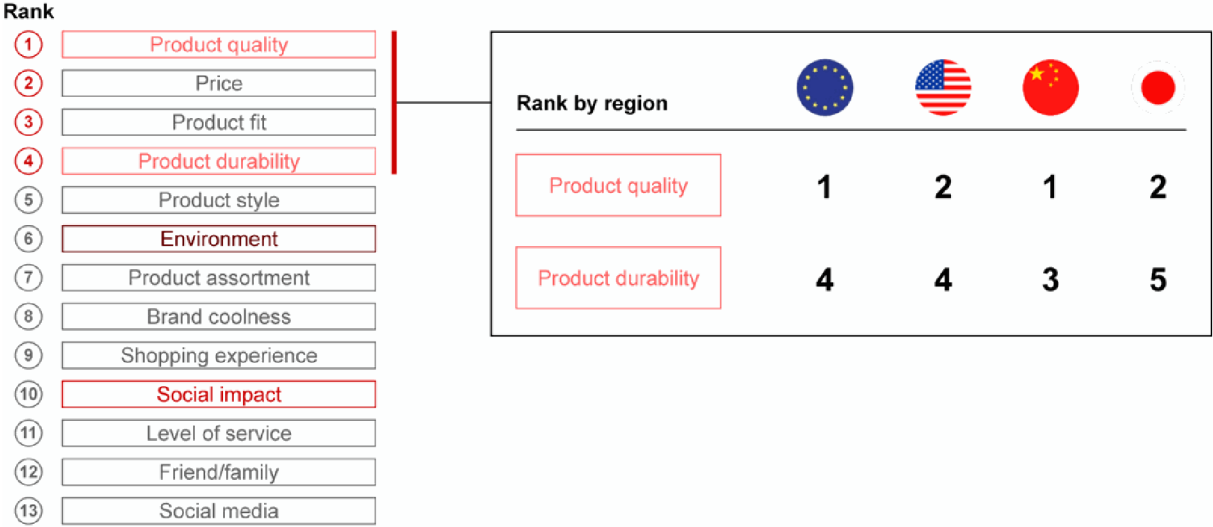 Rank
1 Product quality
2 Price
3 Product fit
4 Product durability
5 Product style
6 Environment
7 Product assortment
8 Brand coolness
9 Shopping experience
10 Social impact
11 Level of service
12 Friend/family
13 Social media
Rank by region
Product quality 1 2 1 2
Product durability 4 4 3 5